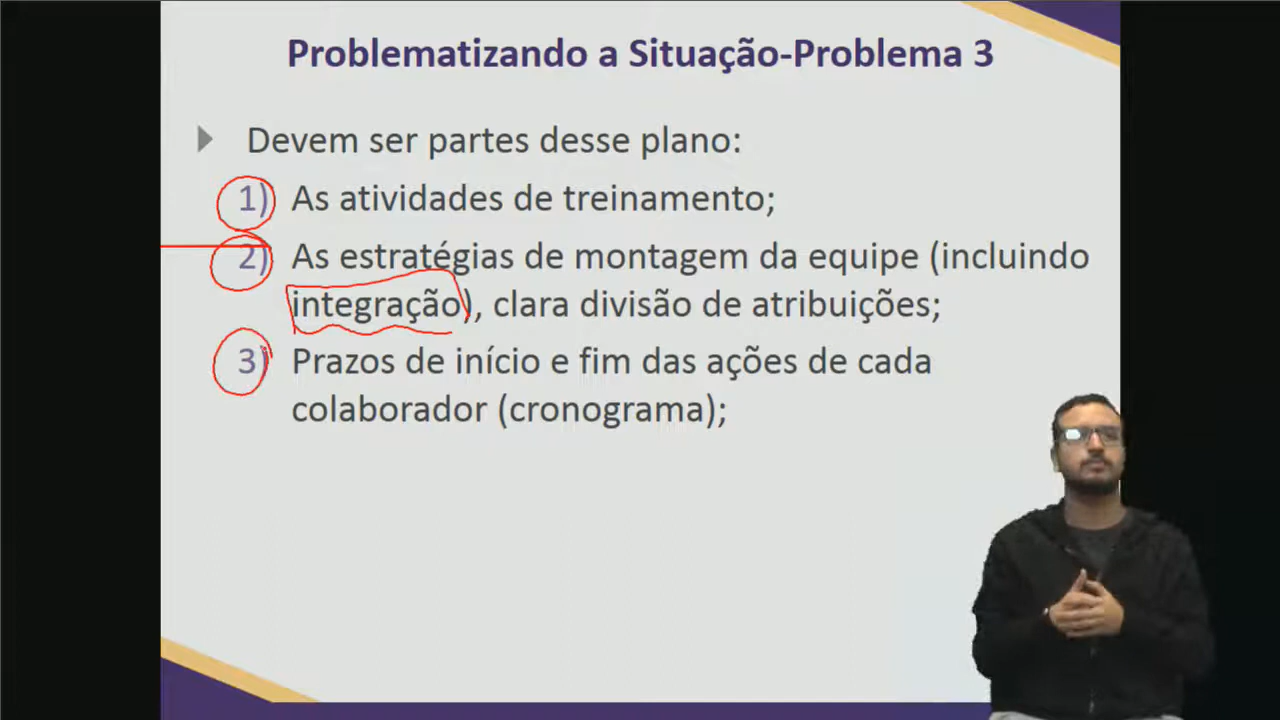 Problematizando a Situação-Problema 3
Devem ser partes desse plano:
1) As atividades de treinamento;
2) As estratégias de montagem da equipe (incluindo
integração), clara divisão de atribuições;
3) Prazos de início e fim das ações de cada
colaborador (cronograma);